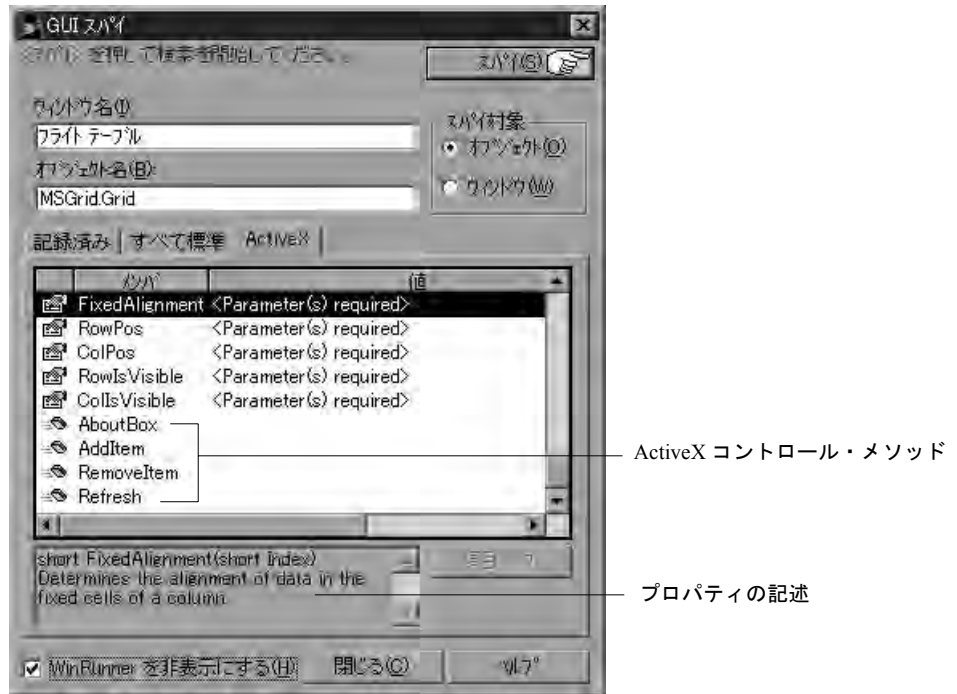 GUI スパイ
<スパイ> を押して検索を開始してください。
スパイ(S)
ウィンドウ名(I):
フライト テーブル
オブジェクト名(B):
MSGrid.Grid
スパイ対象
オブジェクト(O)
ウィンドウ(W)
記録済み
すべて標準
ActiveX
メンバ
値
FixedAlignment <Parameter(s) required>
RowPos <Parameter(s) required>
ColPos <Parameter(s) required>
RowIsVisible <Parameter(s) required>
ColIsVisible <Parameter(s) required>
AboutBox
AddItem
RemoveItem
Refresh
ActiveX コントロール・メソッド
short FixedAlignment(short Index)
Determines the alignment of data in the
fixed cells of a column
プロパティの記述
WinRunner を非表示にする(H)
閉じる(C)
ヘルプ